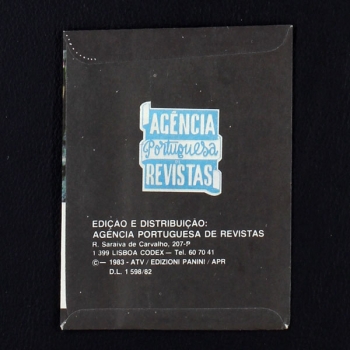 AGÊNCIA
Portuguesa
DE
REVISTAS
EDIÇÃO E DISTRIBUIÇÃO:
AGÊNCIA PORTUGUESA DE REVISTAS
R. Saraiva de Carvalho, 207-P
1 399 LISBOA CODEX — Tel. 60 70 41
© — 1983 - ATV / EDIZIONI PANINI / APR
D.L. 1 598/82